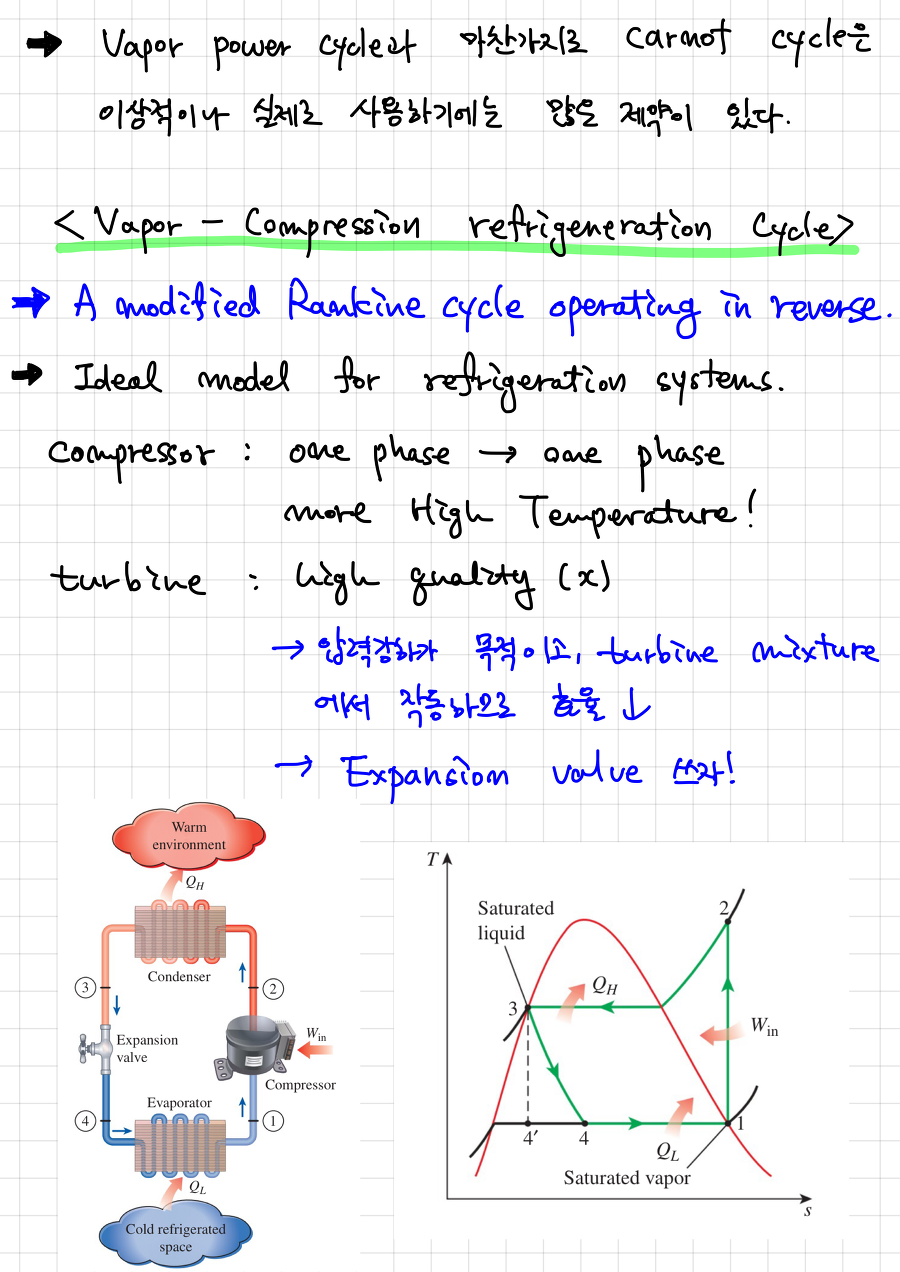 ➡ Vapor power cycle과 마찬가지로 carnot cycle은
이상적이나 실제로 사용하기에는 많은 제약이 있다.
< Vapor - Compression refrigeneration Cycle>
➡ A modified Rankine cycle operating in reverse.
➡ Ideal model for refrigeration systems.
compressor : one phase → one phase
more High Temperature!
turbine : high quality (x)
→ 압력강하가 목적이고, turbine mixture
에서 작동하므로 효율 ↓
→ Expansion valve 쓰자!
Warm
environment
Q_H
Condenser
3
2
Expansion
valve
W_in
Compressor
Evaporator
4
1
Q_L
Cold refrigerated
space
T
Saturated
liquid
2
Q_H
3
W_in
4′
4
1
Q_L
Saturated vapor
s